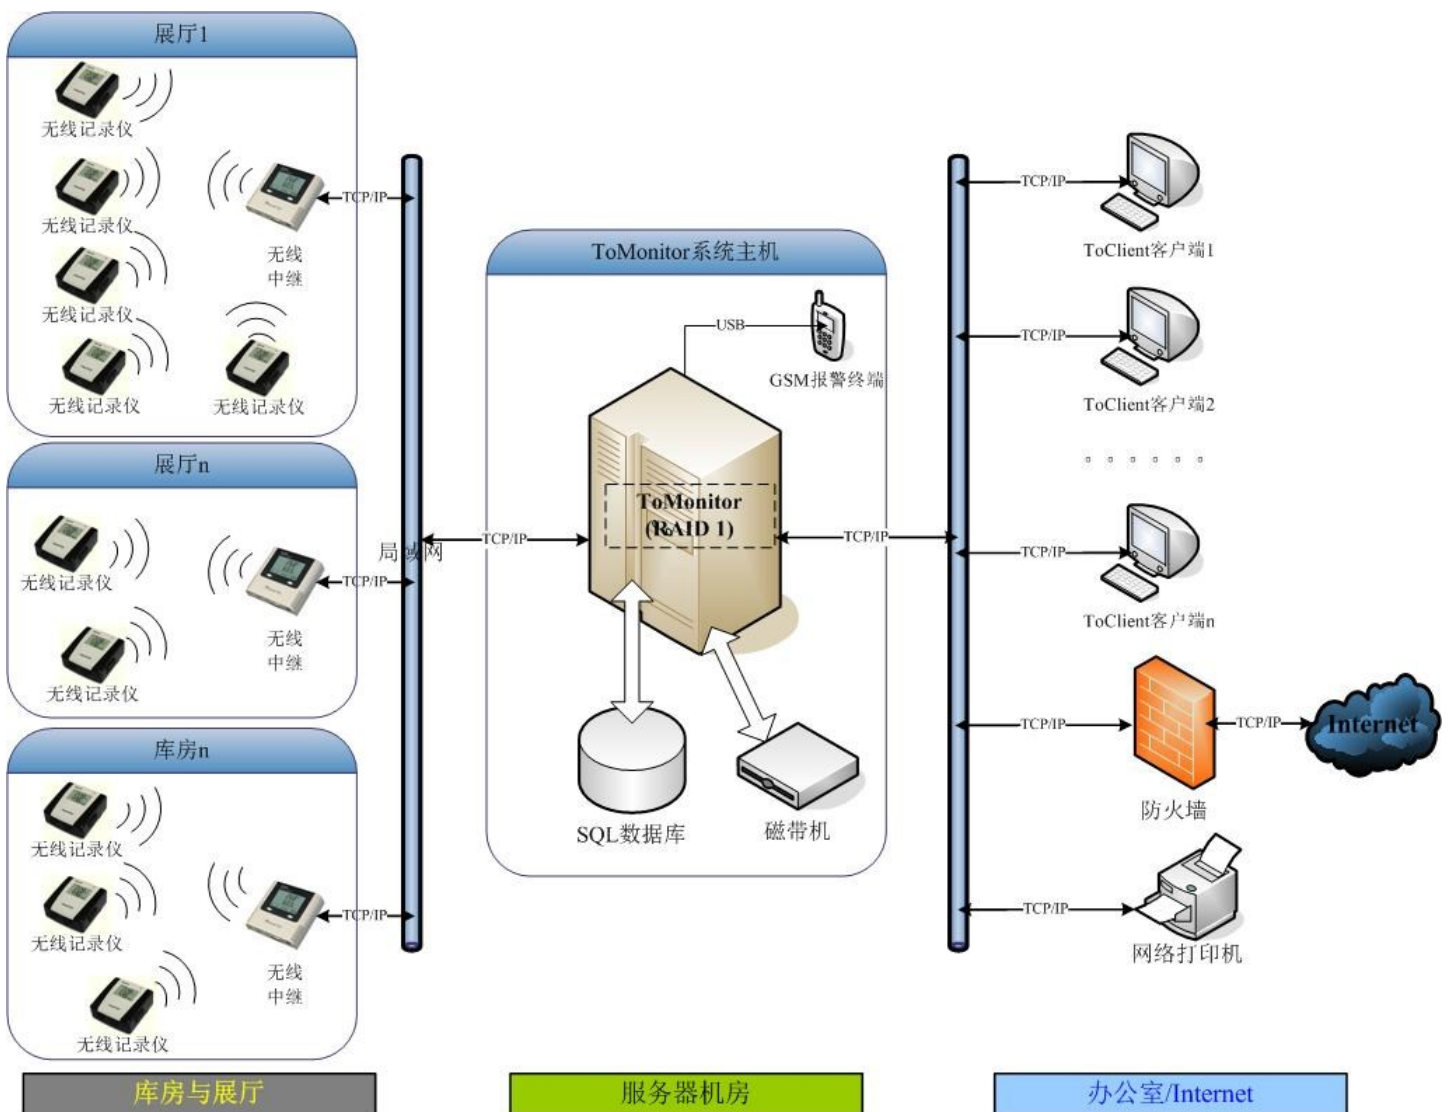 展厅1
无线记录仪
无线记录仪
无线记录仪
无线记录仪
无线记录仪
无线
中继
TCP/IP
展厅n
无线记录仪
无线记录仪
无线
中继
TCP/IP
库房n
无线记录仪
无线记录仪
无线记录仪
无线
中继
TCP/IP
局域网
TCP/IP
ToMonitor系统主机
USB
GSM报警终端
ToMonitor
(RAID 1)
SQL数据库
磁带机
TCP/IP
TCP/IP
ToClient客户端1
TCP/IP
ToClient客户端2
。。。。。。
TCP/IP
ToClient客户端n
TCP/IP
防火墙
TCP/IP
Internet
TCP/IP
网络打印机
库房与展厅
服务器机房
办公室/Internet